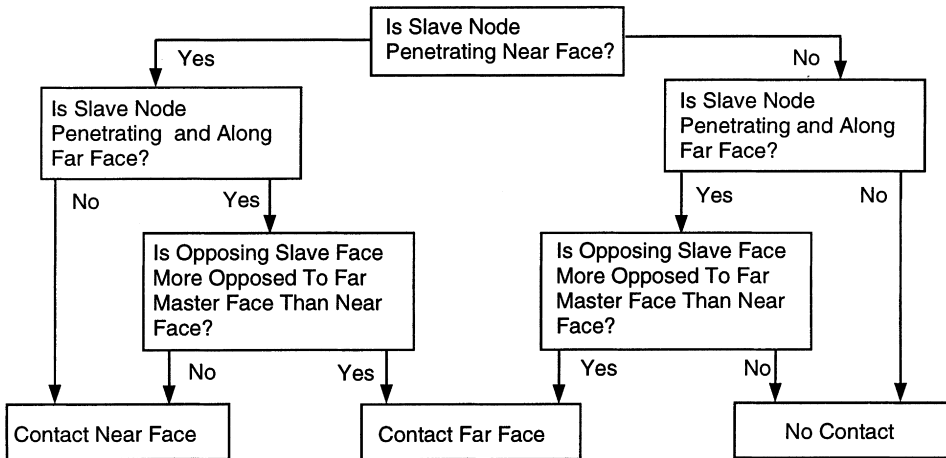 Is Slave Node
Penetrating Near Face?
Yes
No
Is Slave Node
Penetrating and Along
Far Face?
Is Slave Node
Penetrating and Along
Far Face?
No
Yes
Yes
No
Is Opposing Slave Face
More Opposed To Far
Master Face Than Near
Face?
Is Opposing Slave Face
More Opposed To Far
Master Face Than Near
Face?
No
Yes
Yes
No
Contact Near Face
Contact Far Face
No Contact